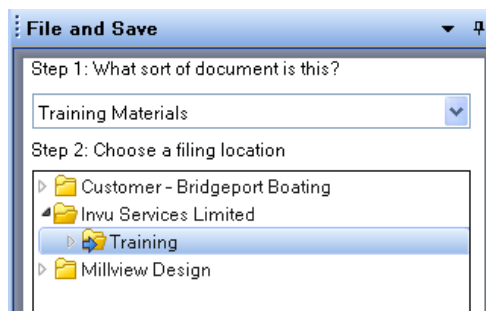 File and Save
Step 1: What sort of document is this?
Training Materials
Step 2: Choose a filing location
Customer - Bridgeport Boating
Invu Services Limited
Training
Millview Design